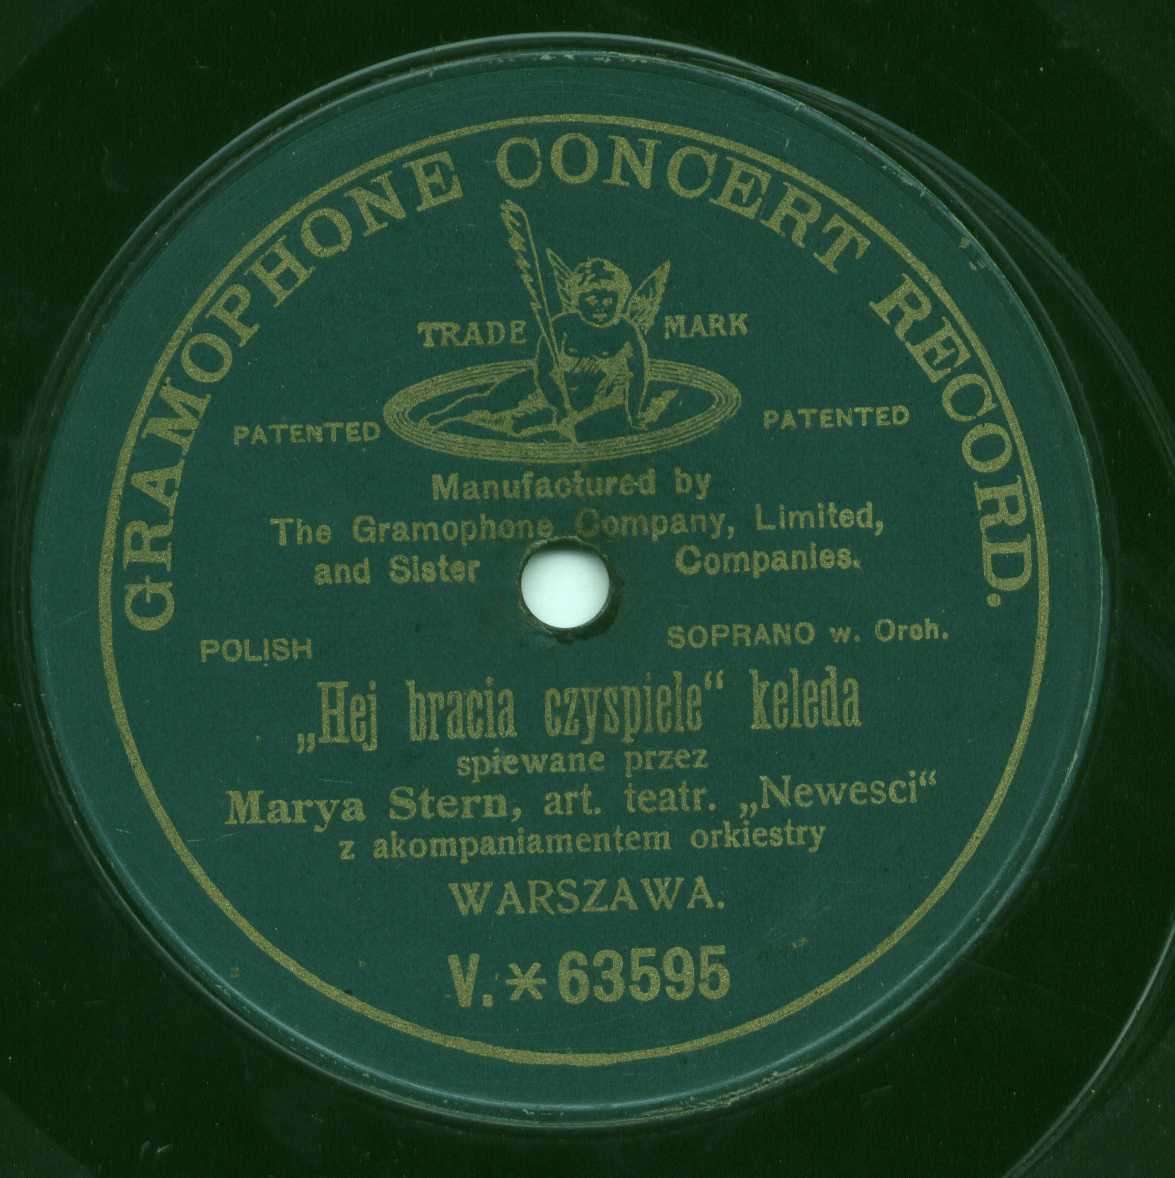 GRAMOPHONE CONCERT RECORD.
TRADE MARK
PATENTED PATENTED
Manufactured by
The Gramophone Company, Limited,
and Sister Companies.
POLISH SOPRANO w. Orch.
„Hej bracia czyspiele“ keleda
spiewane przez
Marya Stern, art. teatr. „Newesci“
z akompaniamentem orkiestry
WARSZAWA.
V. * 63595